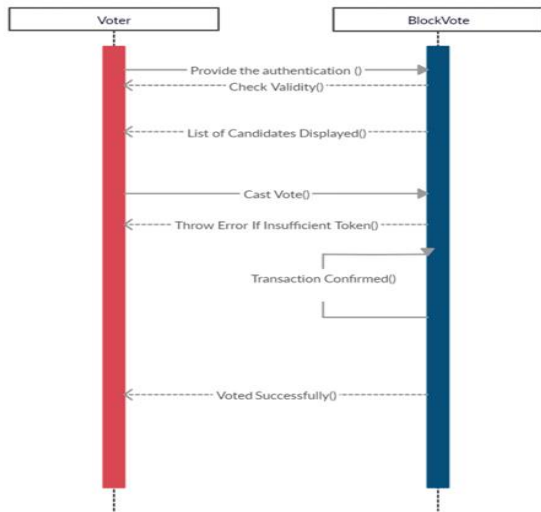 Voter
BlockVote
Provide the authentication ()
Check Validity()
List of Candidates Displayed()
Cast Vote()
Throw Error If Insufficient Token()
Transaction Confirmed()
Voted Successfully()